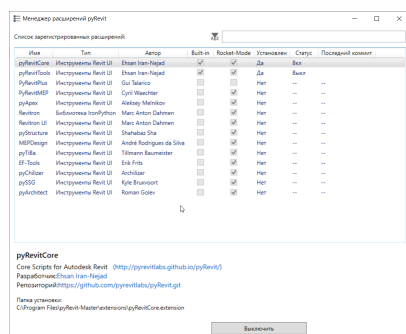 Менеджер расширений pyRevit
Список зарегистрированных расширений
Имя Тип Автор Built-in Rocket-Mode Установлен Статус Последний коммит
pyRevitCore Инструменты Revit UI Ehsan Iran-Nejad Да Вкл
pyRevitTools Инструменты Revit UI Ehsan Iran-Nejad Да Выкл
PyRevitPlus Инструменты Revit UI Gui Talarico Нет -- --
PyRevitMEP Инструменты Revit UI Cyril Waechter Нет -- --
pyApex Инструменты Revit UI Aleksey Melnikov Нет -- --
Revitron Библиотека IronPython Marc Anton Dahmen Нет -- --
Revitron UI Инструменты Revit UI Marc Anton Dahmen Нет -- --
pyStructure Инструменты Revit UI Shahabaz Sha Нет -- --
MEPDesign Инструменты Revit UI André Rodrigues da Silva Нет -- --
pyTiBa Инструменты Revit UI Tillmann Baumeister Нет -- --
EF-Tools Инструменты Revit UI Erik Frits Нет -- --
pyChilizer Инструменты Revit UI Archilizer Нет -- --
pySSG Инструменты Revit UI Kyle Bruxvoort Нет -- --
pyArchitect Инструменты Revit UI Roman Golev Нет -- --
pyRevitCore
Core Scripts for Autodesk Revit (http://pyrevitlabs.github.io/pyRevit/)
Разработчик:Ehsan Iran-Nejad
Репозиторий:https://github.com/pyrevitlabs/pyRevit.git
Папка установки:
C:\Program Files\pyRevit-Master\extensions\pyRevitCore.extension
Выключить